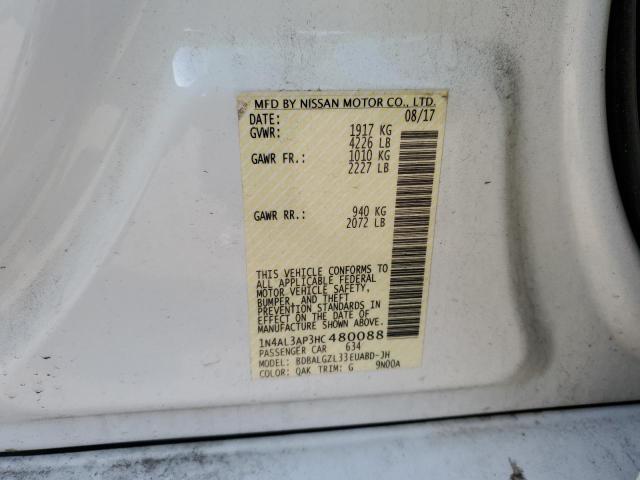 MFD BY NISSAN MOTOR CO., LTD.
DATE: 08/17
GVWR: 1917 KG
4226 LB
GAWR FR.: 1010 KG
2227 LB
GAWR RR.: 940 KG
2072 LB
THIS VEHICLE CONFORMS TO
ALL APPLICABLE FEDERAL
MOTOR VEHICLE SAFETY,
BUMPER, AND THEFT
PREVENTION STANDARDS IN
EFFECT ON THE DATE OF
MANUFACTURE SHOWN ABOVE.
1N4AL3AP3HC480088
PASSENGER CAR 634
MODEL: BDBALGZL33EUABD-JH
COLOR: QAK TRIM: G 9N00A